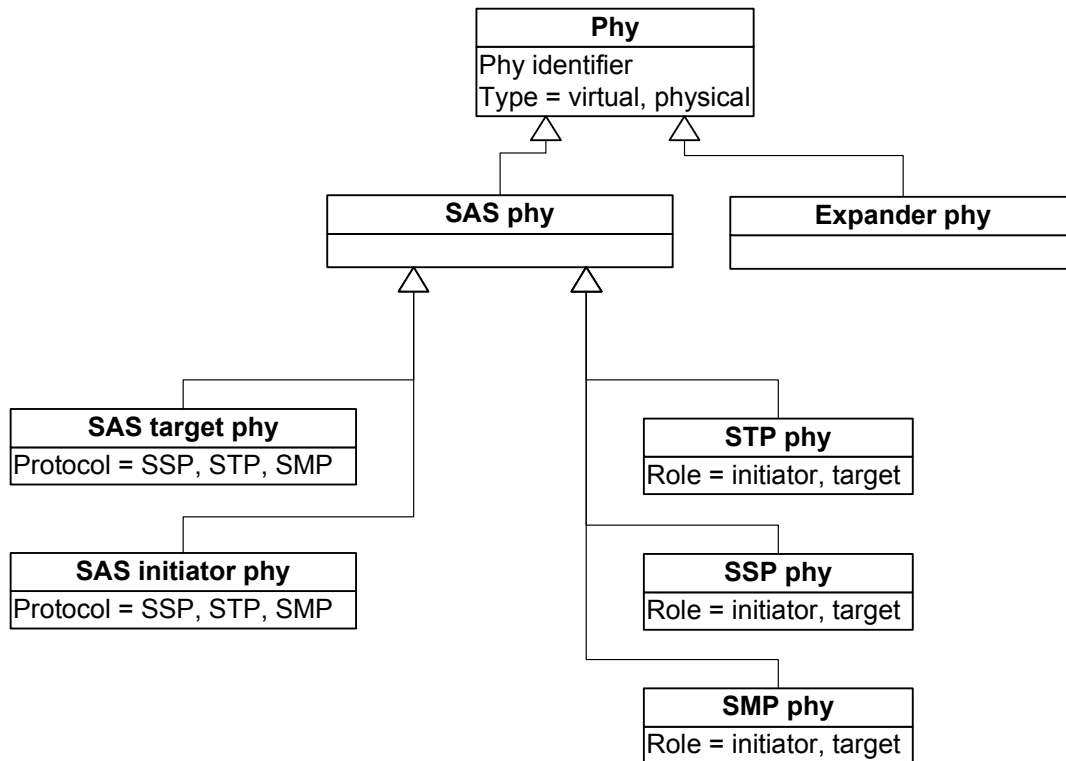 Phy
Phy identifier
Type = virtual, physical
SAS phy
Expander phy
SAS target phy
Protocol = SSP, STP, SMP
STP phy
Role = initiator, target
SAS initiator phy
Protocol = SSP, STP, SMP
SSP phy
Role = initiator, target
SMP phy
Role = initiator, target